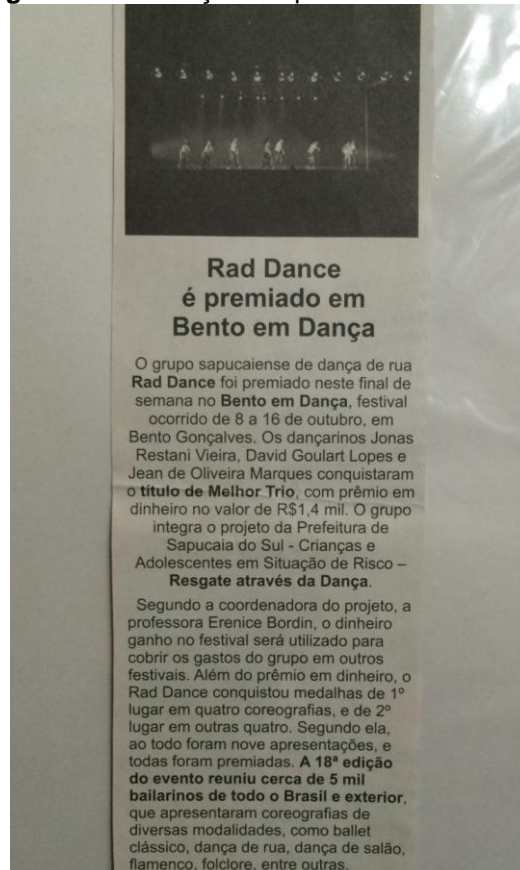 Rad Dance
é premiado em
Bento em Dança
O grupo sapucaiense de dança de rua
Rad Dance foi premiado neste final de
semana no Bento em Dança, festival
ocorrido de 8 a 16 de outubro, em
Bento Gonçalves. Os dançarinos Jonas
Restani Vieira, David Goulart Lopes e
Jean de Oliveira Marques conquistaram
o título de Melhor Trio, com prêmio em
dinheiro no valor de R$1,4 mil. O grupo
integra o projeto da Prefeitura de
Sapucaia do Sul - Crianças e
Adolescentes em Situação de Risco –
Resgate através da Dança.
Segundo a coordenadora do projeto, a
professora Erenice Bordin, o dinheiro
ganho no festival será utilizado para
cobrir os gastos do grupo em outros
festivais. Além do prêmio em dinheiro, o
Rad Dance conquistou medalhas de 1º
lugar em quatro coreografias, e de 2º
lugar em outras quatro. Segundo ela,
ao todo foram nove apresentações, e
todas foram premiadas. A 18ª edição
do evento reuniu cerca de 5 mil
bailarinos de todo o Brasil e exterior,
que apresentaram coreografias de
diversas modalidades, como ballet
clássico, dança de rua, dança de salão,
flamenco, folclore, entre outras.